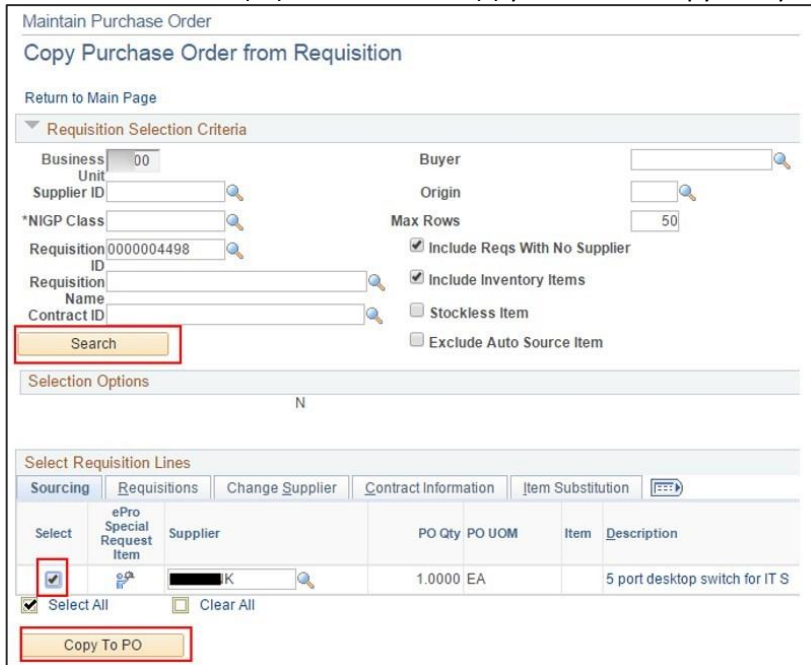 Maintain Purchase Order
Copy Purchase Order from Requisition
Return to Main Page
Requisition Selection Criteria
Business Unit 00 Buyer
Supplier ID Origin
*NIGP Class Max Rows 50
Requisition ID 0000004498 Include Reqs With No Supplier
Requisition Name Include Inventory Items
Contract ID Stockless Item
Search Exclude Auto Source Item
Selection Options
N
Select Requisition Lines
Sourcing Requisitions Change Supplier Contract Information Item Substitution
Select ePro Special Request Item Supplier PO Qty PO UOM Item Description
K 1.0000 EA 5 port desktop switch for IT S
Select All Clear All
Copy To PO